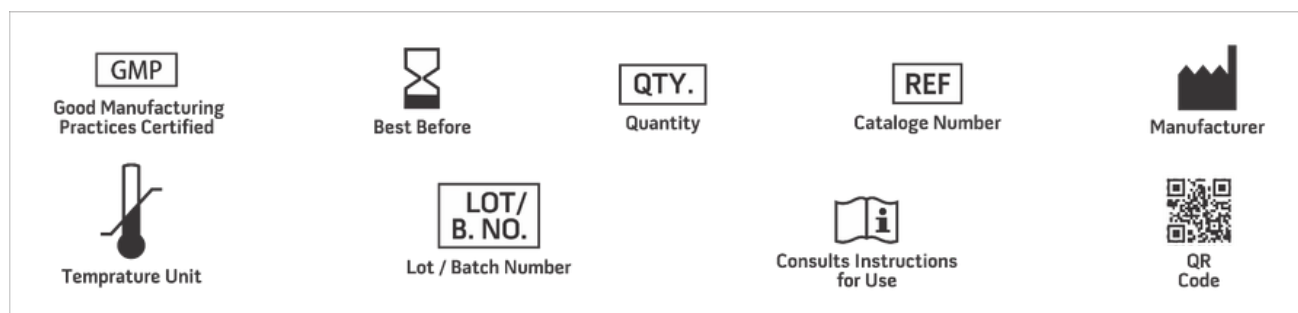 GMP
Good Manufacturing
Practices Certified
Best Before
QTY.
Quantity
REF
Cataloge Number
Manufacturer
Temprature Unit
LOT/
B. NO.
Lot / Batch Number
i
Consults Instructions
for Use
QR
Code